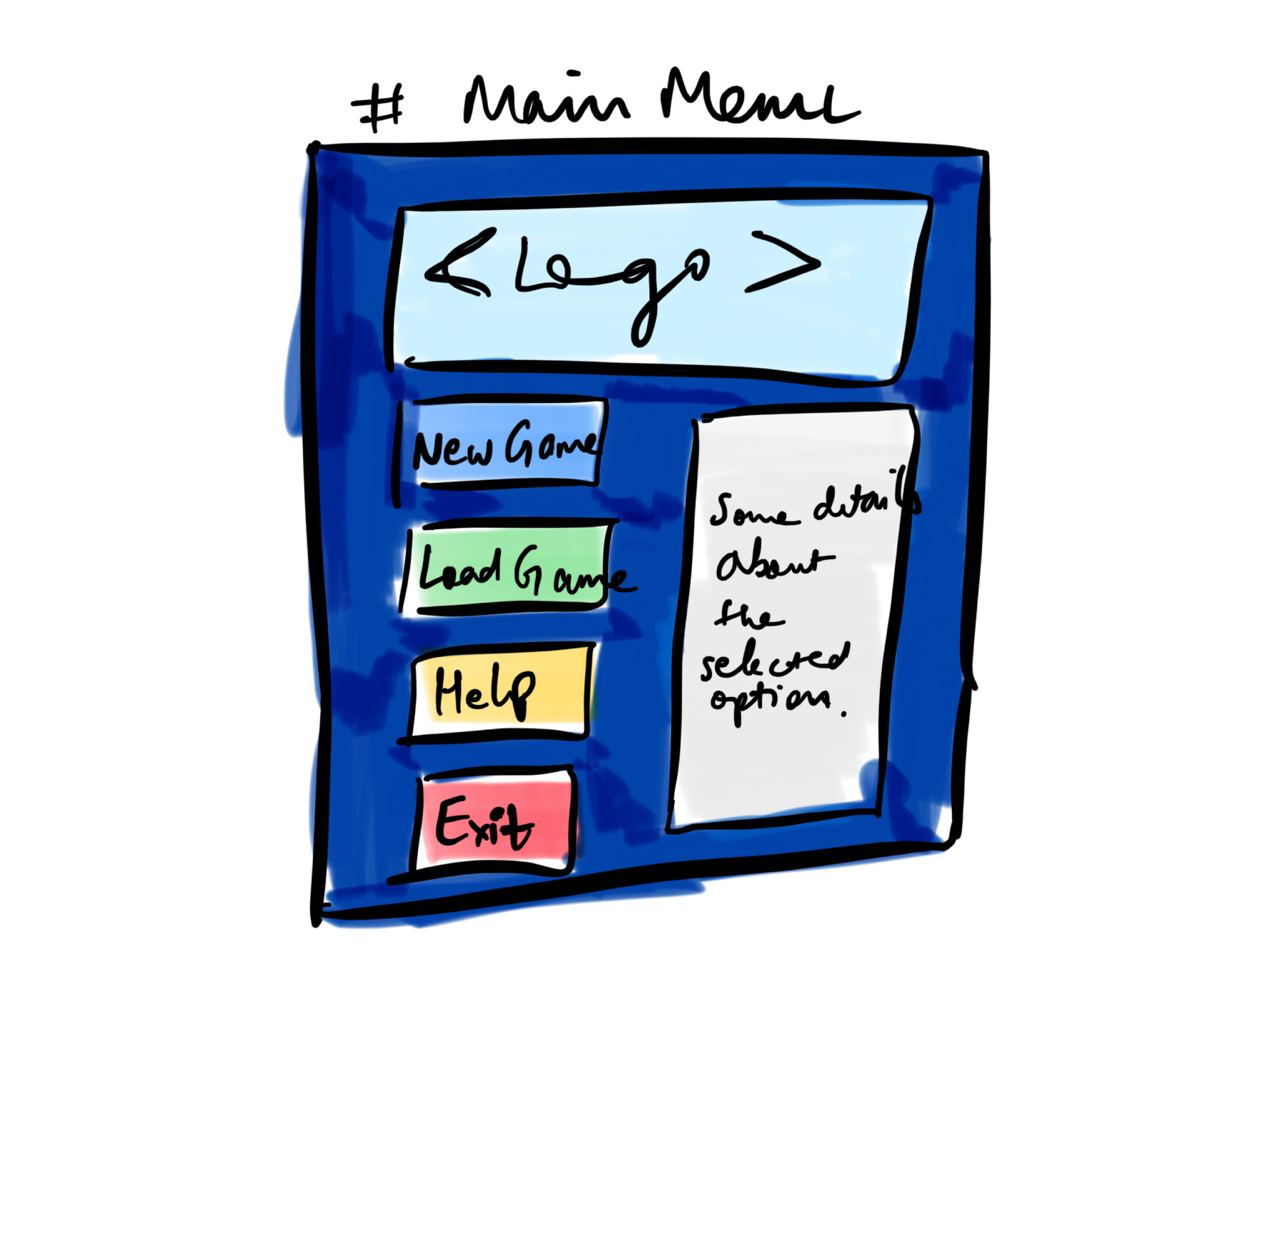 # Main Menu
<Logo>
New Game
Load Game
Help
Exit
Some details
about
the
selected
option.